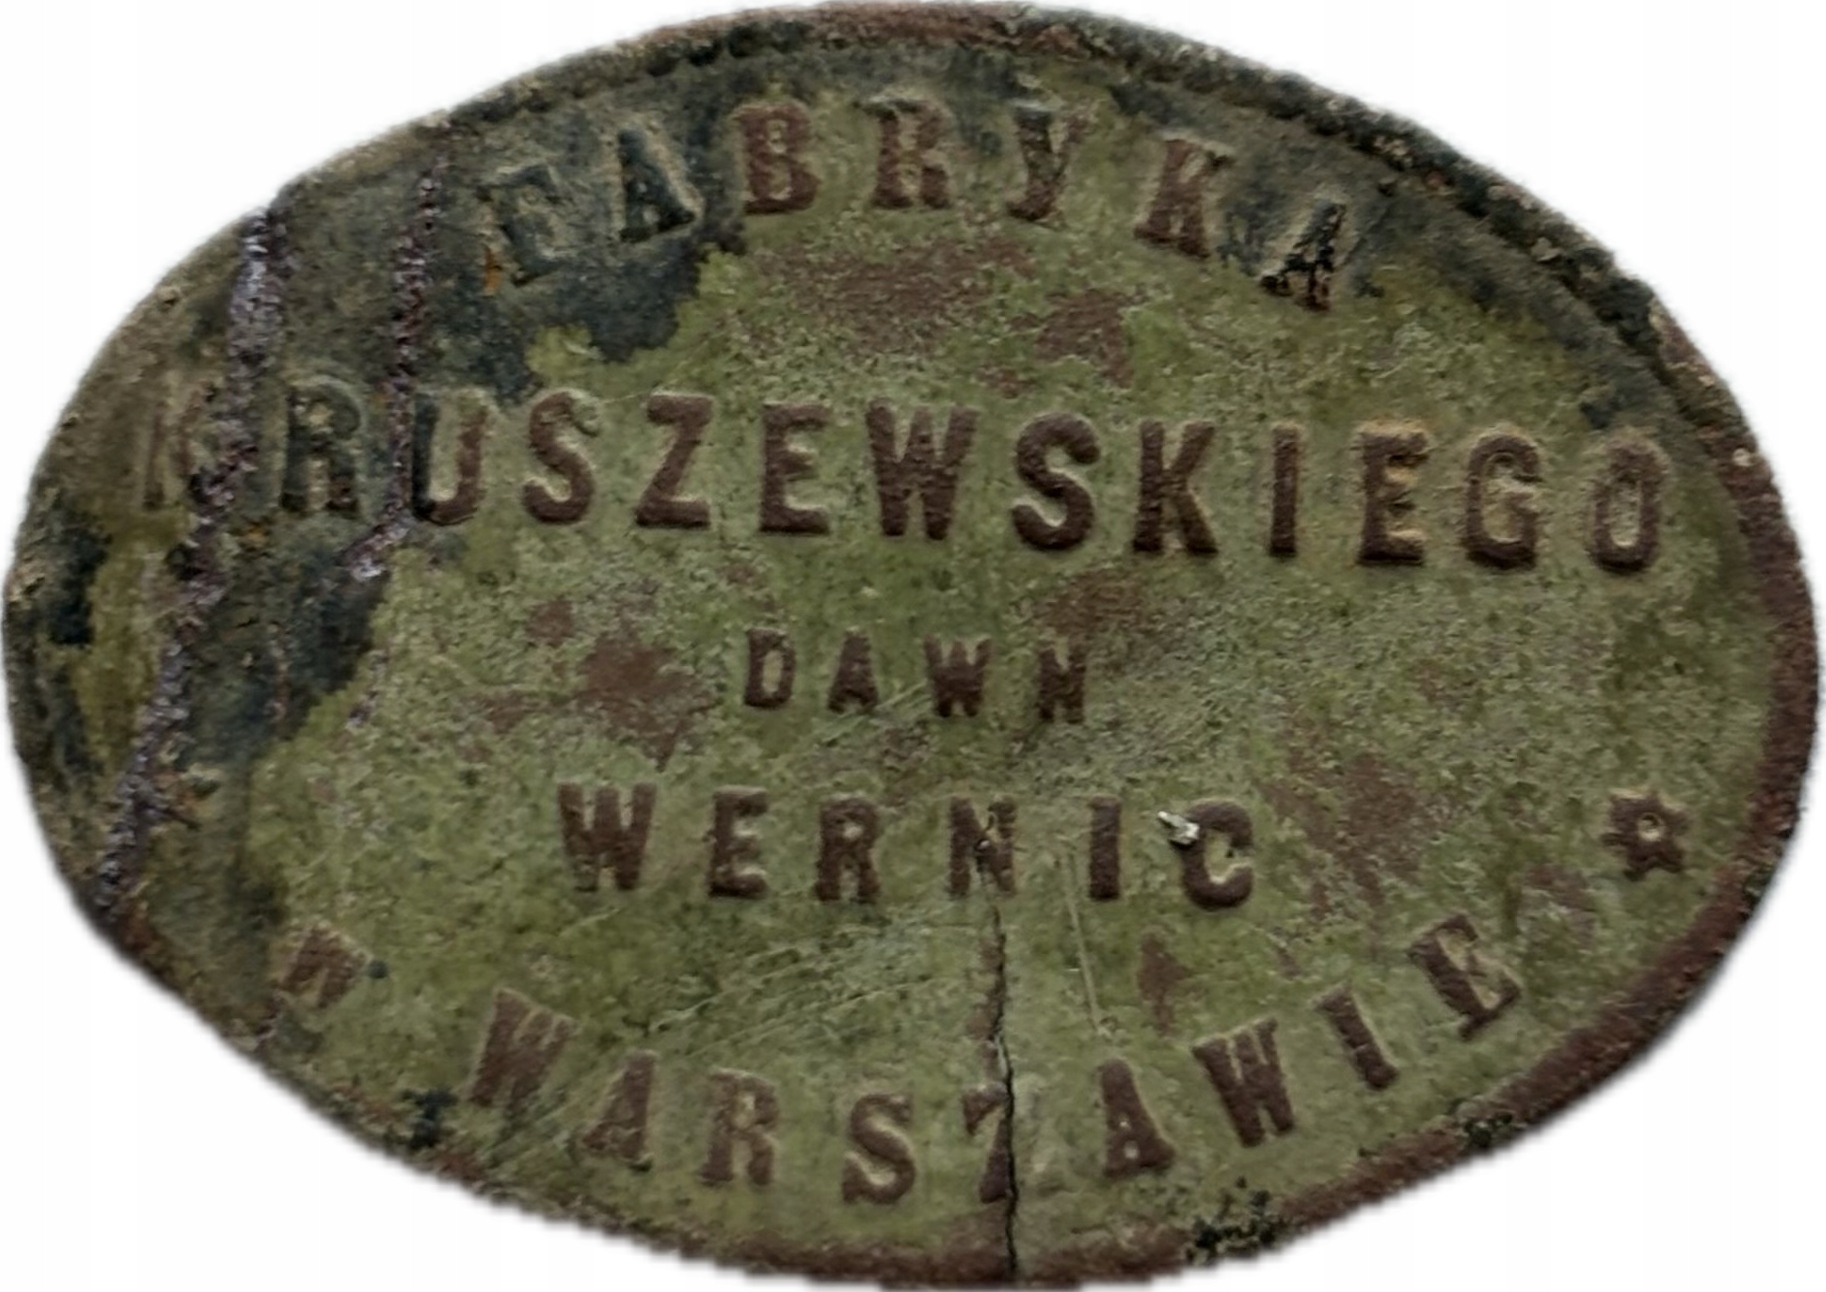 FABRYKA
KRUSZEWSKIEGO
DAWN
WERNIC
W WARSZAWIE